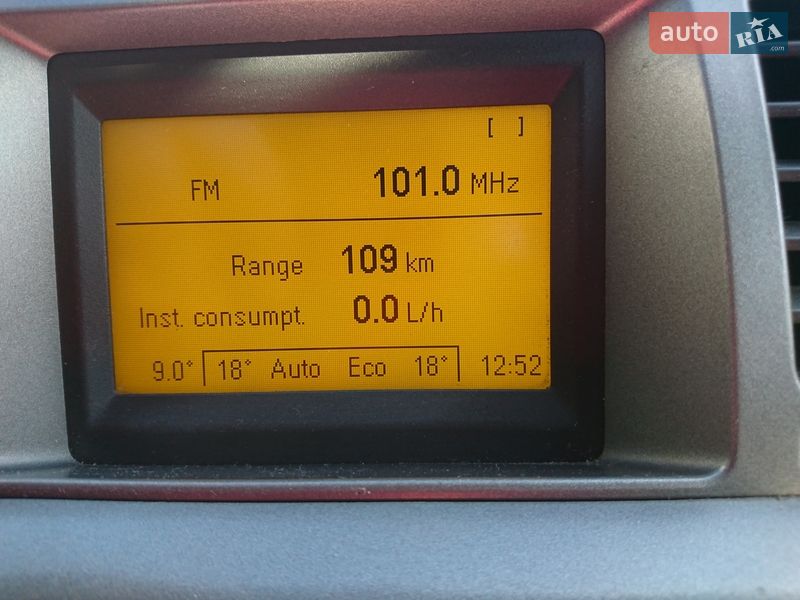 auto RIA
.com
[ ]
FM 101.0 MHz
Range 109 km
Inst. consumpt. 0.0 L/h
9.0° 18° Auto Eco 18° 12:52